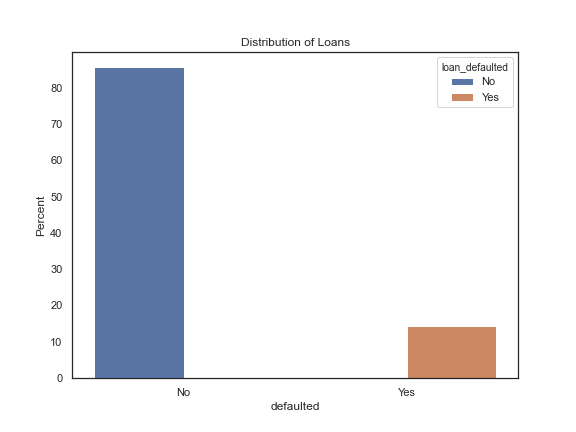 Distribution of Loans
loan_defaulted
No
Yes
Percent
80
70
60
50
40
30
20
10
0
No
Yes
defaulted